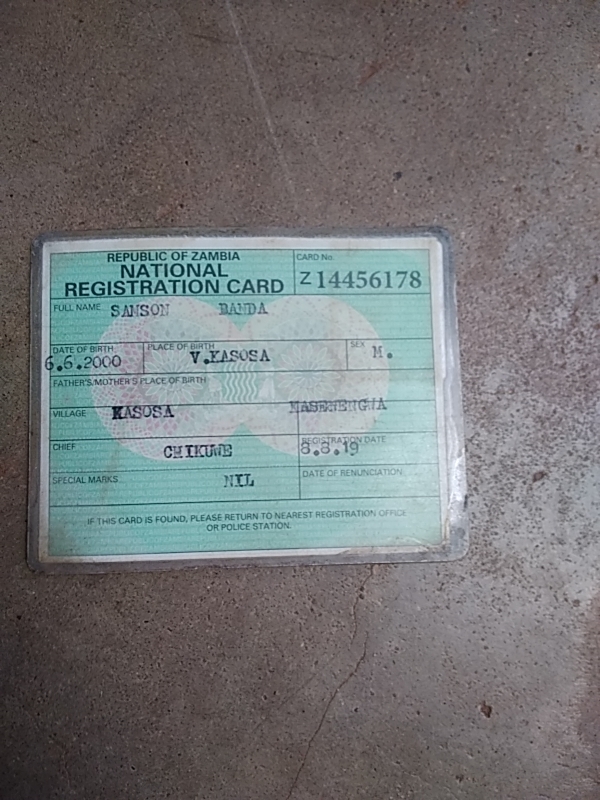 REPUBLIC OF ZAMBIA
NATIONAL
REGISTRATION CARD
CARD No.
Z 14456178
FULL NAME SAMSON BANDA
DATE OF BIRTH 6.6.2000
PLACE OF BIRTH V.KASOSA
SEX M.
FATHER'S/MOTHER'S PLACE OF BIRTH
VILLAGE KASOSA
CHIEF CHIKUWE
REGISTRATION DATE 8.8.19
SPECIAL MARKS NIL
DATE OF RENUNCIATION
IF THIS CARD IS FOUND, PLEASE RETURN TO NEAREST REGISTRATION OFFICE
OR POLICE STATION.